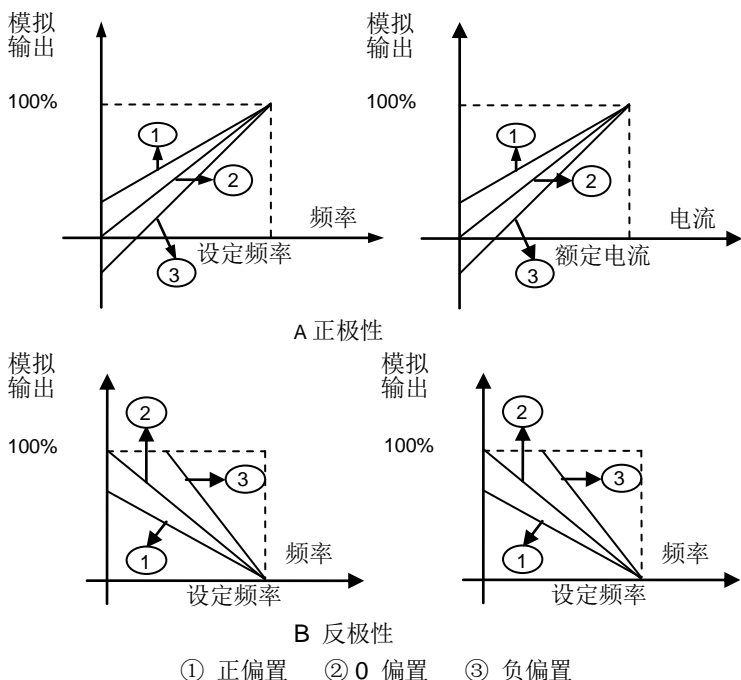 模拟
输出
100%
①
②
③
频率
设定频率
模拟
输出
100%
①
②
③
电流
额定电流
A 正极性
模拟
输出
100%
②
③
①
频率
设定频率
模拟
输出
100%
②
③
①
频率
设定频率
B 反极性
① 正偏置 ② 0 偏置 ③ 负偏置